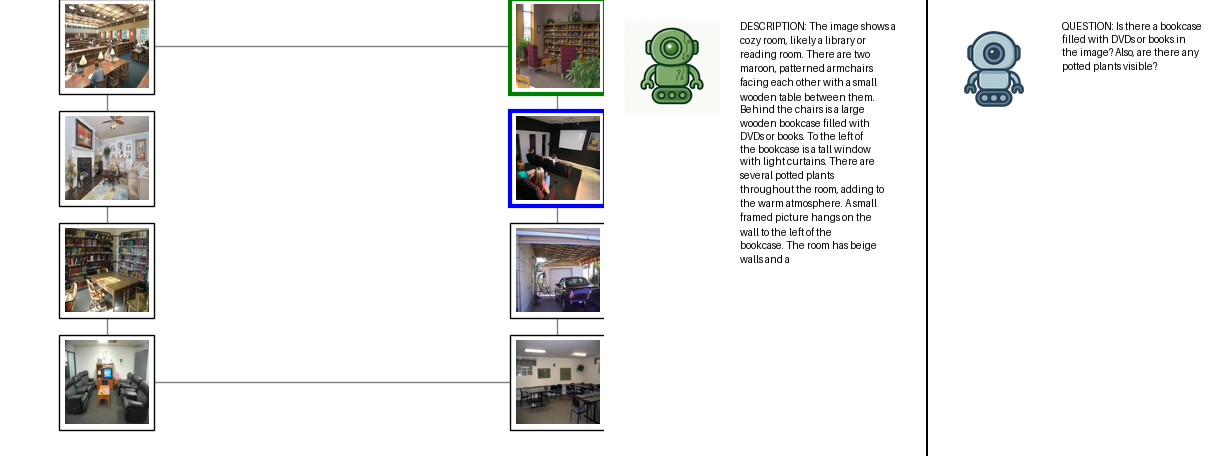 DESCRIPTION: The image shows a
cozy room, likely a library or
reading room. There are two
maroon, patterned armchairs
facing each other with a small
wooden table between them.
Behind the chairs is a large
wooden bookcase filled with
DVDs or books. To the left of
the bookcase is a tall window
with light curtains. There are
several potted plants
throughout the room, adding to
the warm atmosphere. A small
framed picture hangs on the
wall to the left of the
bookcase. The room has beige
walls and a
QUESTION: Is there a bookcase
filled with DVDs or books in
the image? Also, are there any
potted plants visible?